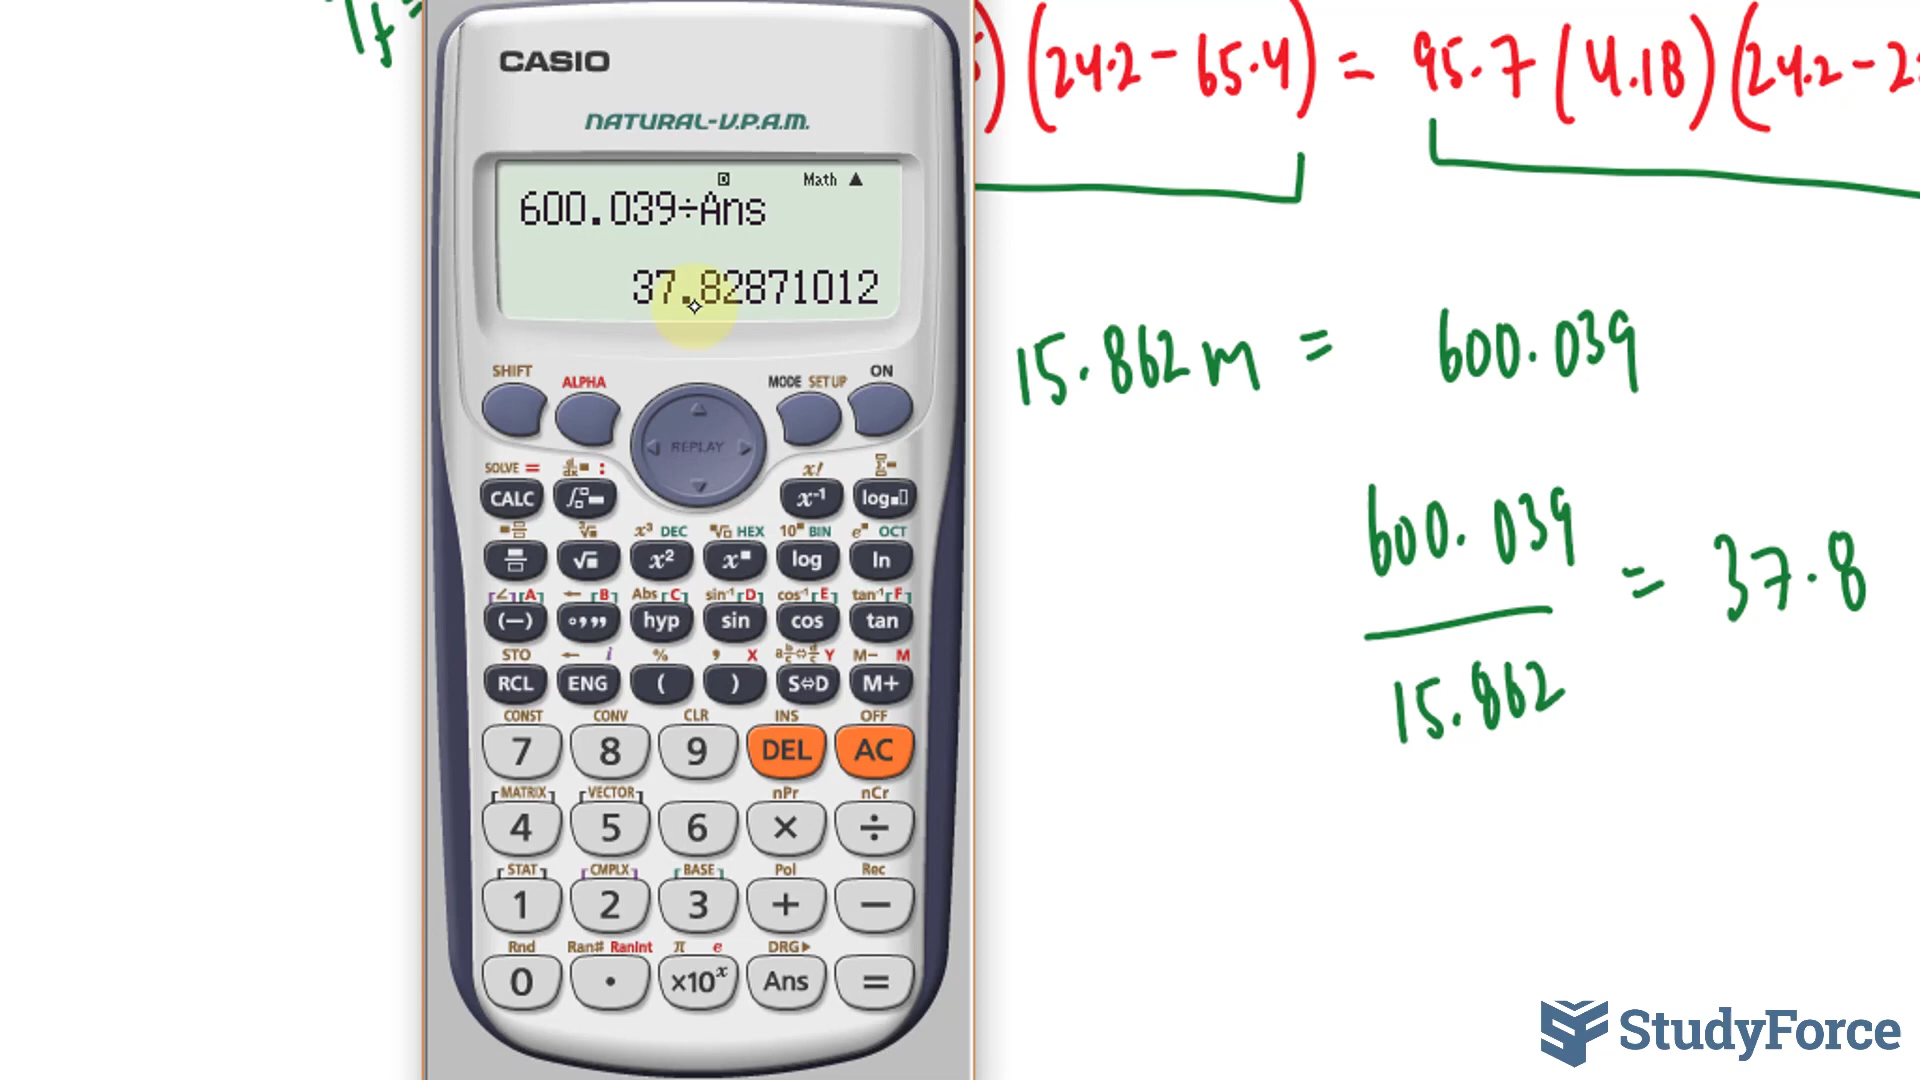 Tf =
) (24.2 - 65.4) = 95.7 (4.18) (24.2 - 2
CASIO
NATURAL-V.P.A.M.
D Math ▲
600.039÷Ans
37.82871012
15.862 m = 600.039
600.039
= 37.8
15.862
SHIFT ALPHA MODE SETUP ON
REPLAY
SOLVE = d/dx : x! Σ
CALC ∫ x⁻¹ log
x³ DEC HEX 10 BIN e OCT
√ x² x log ln
∠ A ← B Abs C sin⁻¹ D cos⁻¹ E tan⁻¹ F
(−) °,,, hyp sin cos tan
STO ← i % , X a b/c⇔d/c Y M− M
RCL ENG ( ) S⇔D M+
CONST CONV CLR INS OFF
7 8 9 DEL AC
MATRIX VECTOR nPr nCr
4 5 6 × ÷
STAT CMPLX BASE Pol Rec
1 2 3 + −
Rnd Ran# RanInt π e DRG▶
0 • ×10ˣ Ans =
StudyForce